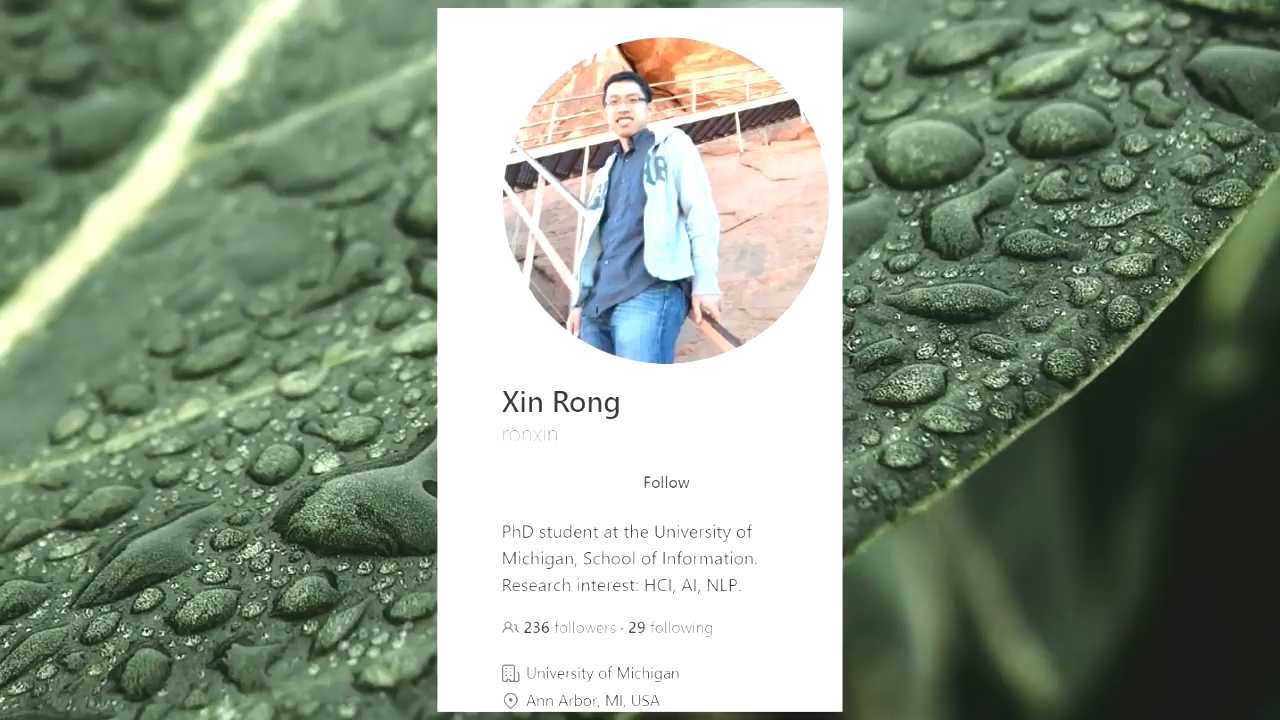 Xin Rong
ronxin
Follow
PhD student at the University of
Michigan, School of Information.
Research interest: HCI, AI, NLP.
236 followers · 29 following
University of Michigan
Ann Arbor, MI, USA